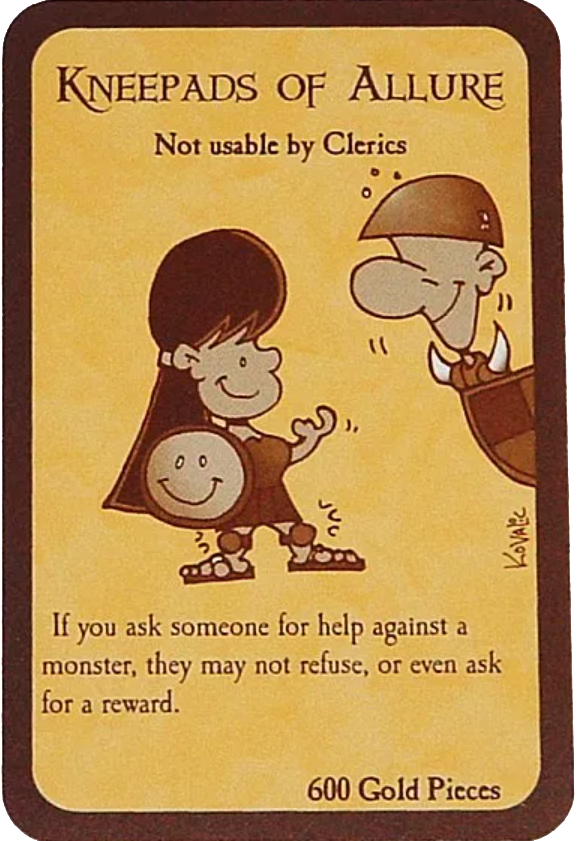 Kneepads of Allure
Not usable by Clerics
Kovalic
If you ask someone for help against a
monster, they may not refuse, or even ask
for a reward.
600 Gold Pieces